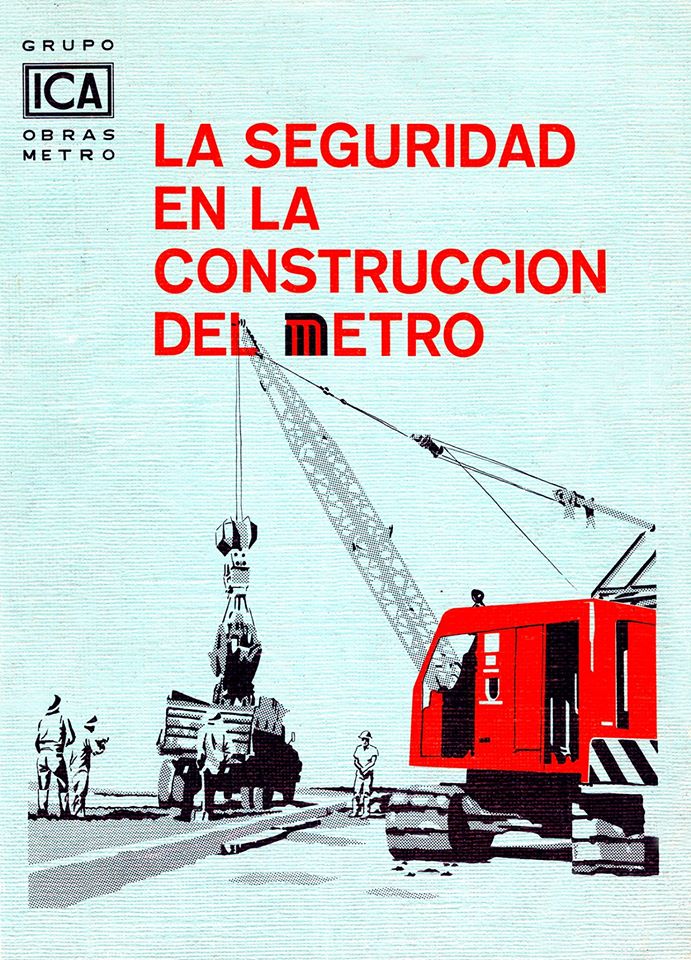 GRUPO
ICA
OBRAS
METRO
LA SEGURIDAD
EN LA
CONSTRUCCION
DEL METRO